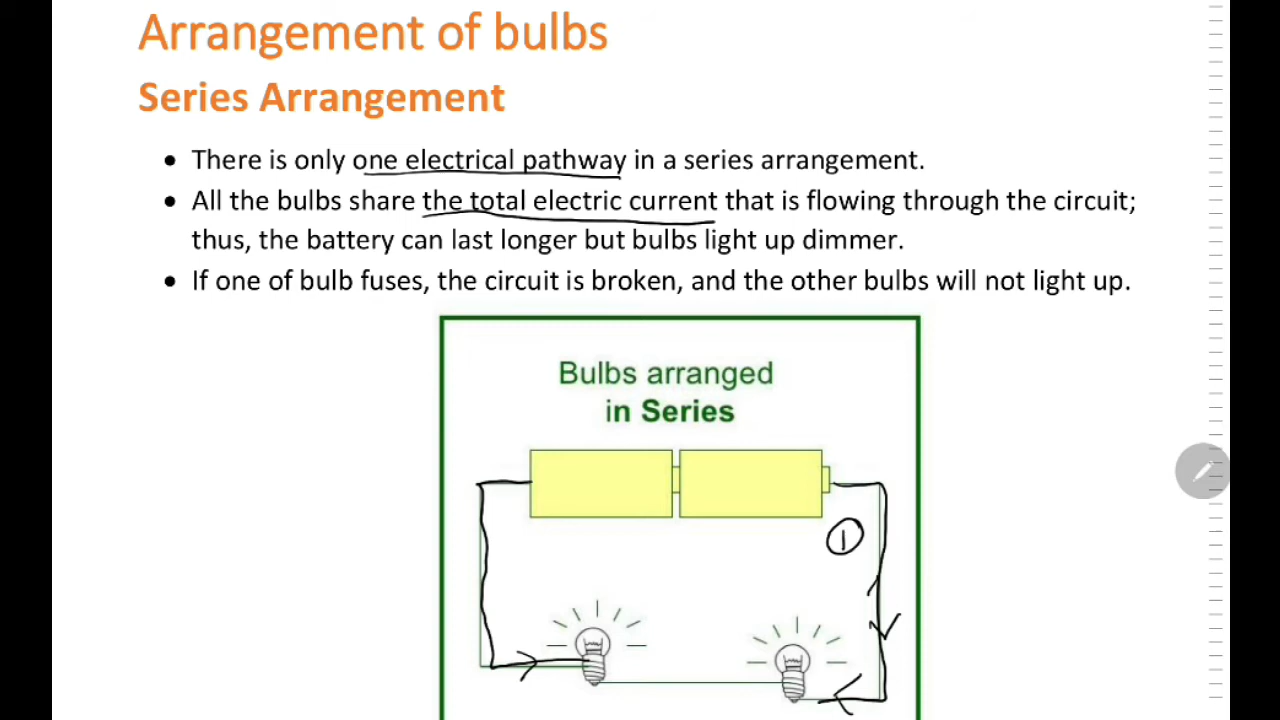 Arrangement of bulbs
Series Arrangement
• There is only one electrical pathway in a series arrangement.
• All the bulbs share the total electric current that is flowing through the circuit;
thus, the battery can last longer but bulbs light up dimmer.
• If one of bulb fuses, the circuit is broken, and the other bulbs will not light up.
Bulbs arranged
in Series
1